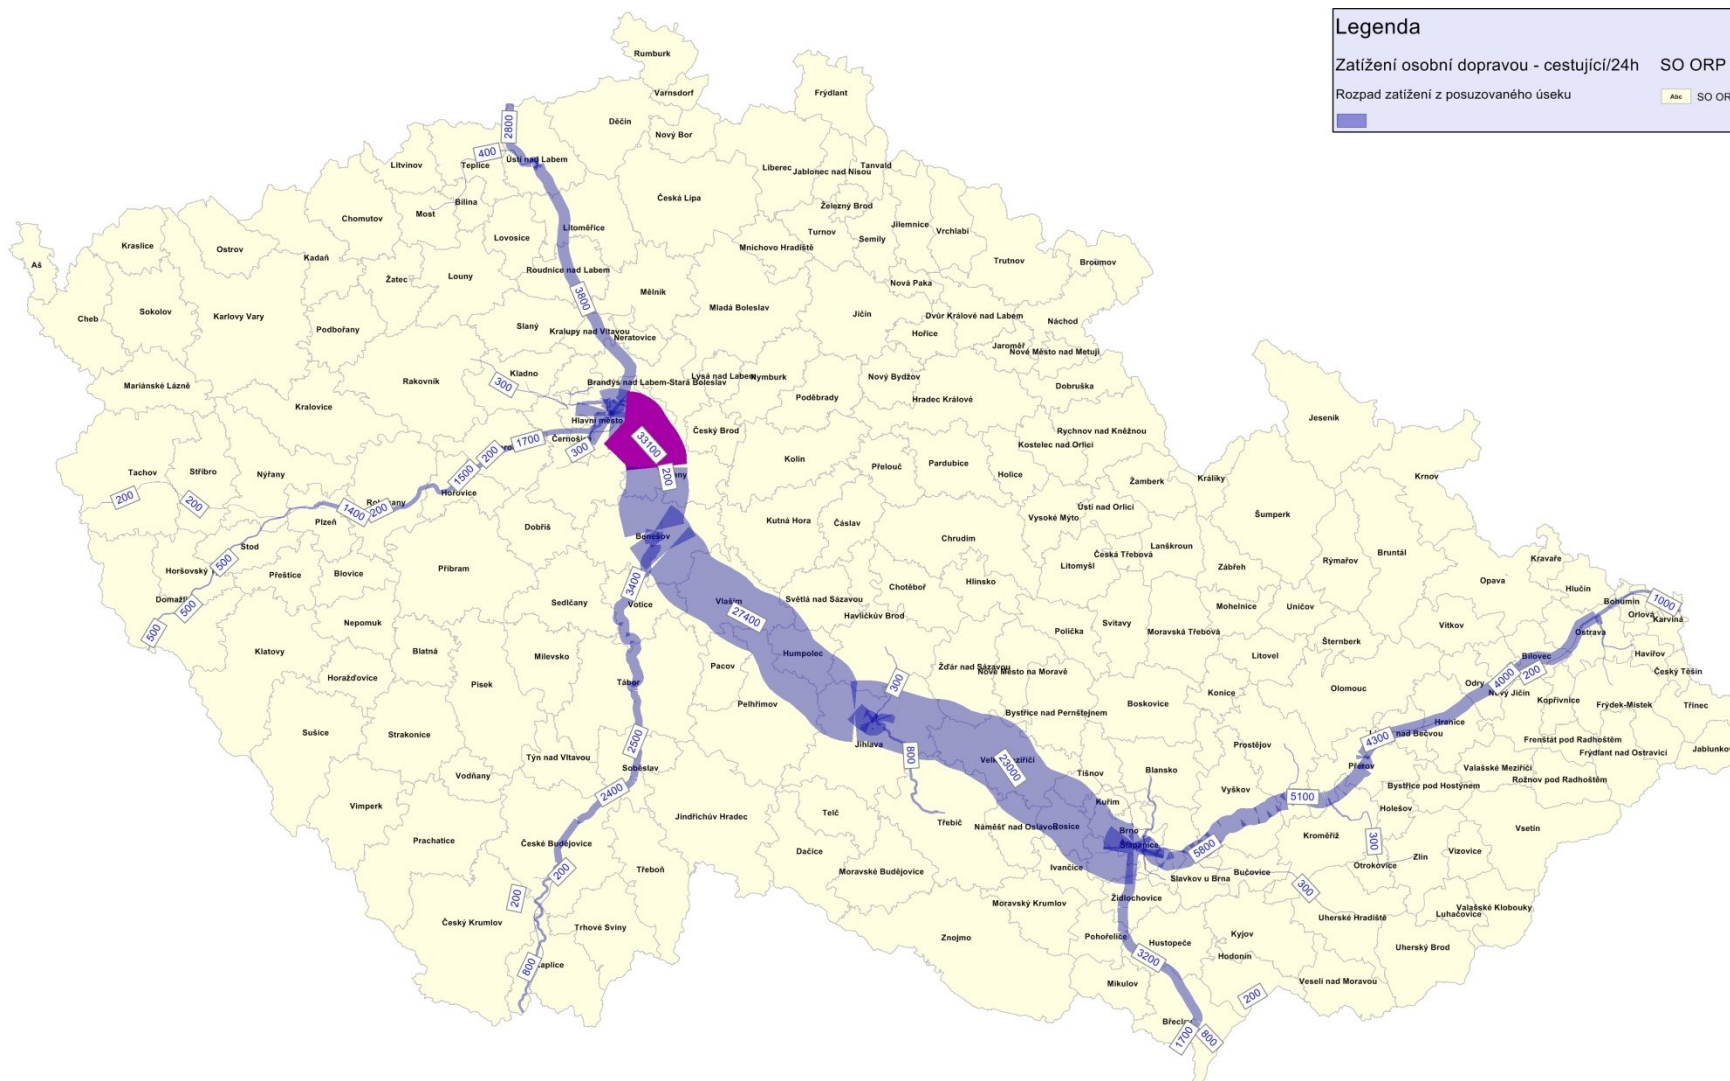 Legenda
Zatížení osobní dopravou - cestující/24h
SO ORP
Rozpad zatížení z posuzovaného úseku
Abc
Rumburk
Varnsdorf
Frýdlant
Děčín
Nový Bor
2800
400
Ústí nad Labem
Teplice
Litvínov
Liberec
Tanvald
Jablonec nad Nisou
Česká Lípa
Bílina
Most
Chomutov
Železný Brod
Jilemnice
Vrchlabí
Turnov
Semily
Litoměřice
Lovosice
Mnichovo Hradiště
Kraslice
Ostrov
Kadaň
Aš
Trutnov
Broumov
Roudnice nad Labem
Louny
Žatec
Nová Paka
Mělník
3800
Mladá Boleslav
Sokolov
Karlovy Vary
Cheb
Jičín
Dvůr Králové nad Labem
Náchod
Podbořany
Slaný
Kralupy nad Vltavou
Neratovice
Hořice
Jaroměř
Nové Město nad Metují
Kladno
300
Rakovník
Mariánské Lázně
Brandýs nad Labem-Stará Boleslav
Lysá nad Labem
Nymburk
Nový Bydžov
Dobruška
Poděbrady
Hradec Králové
Kralovice
Hlavní město
33100
Český Brod
Jeseník
Rychnov nad Kněžnou
Kostelec nad Orlicí
1700
300
200
Kolín
Přelouč
Pardubice
Holice
Tachov
Stříbro
Nýřany
200
200
1500
Hořovice
200
Žamberk
Králíky
Krnov
1400
200
Plzeň
Kutná Hora
Čáslav
Vysoké Mýto
Ústí nad Orlicí
Šumperk
Dobříš
Benešov
Chrudim
Česká Třebová
Lanškroun
Stod
500
Bruntál
Rýmařov
Kravaře
Opava
Hlučín
Litomyšl
Zábřeh
Horšovský
Přeštice
Blovice
Příbram
3400
Votice
Vlašim
27400
Sedlčany
Světlá nad Sázavou
Chotěboř
Hlinsko
Havlíčkův Brod
Mohelnice
Uničov
Bohumín
1000
Orlová
Karviná
500
500
Nepomuk
Svitavy
Polička
Moravská Třebová
Šternberk
Vítkov
Ostrava
Klatovy
Blatná
Milevsko
Humpolec
Bílovec
Havířov
Český Těšín
Litovel
Pacov
Žďár nad Sázavou
Nové Město na Moravě
300
4000
200
Odry
Horažďovice
Písek
Tábor
Konice
Olomouc
Nový Jičín
Kopřivnice
Frýdek-Místek
Třinec
Pelhřimov
Boskovice
Bystřice nad Pernštejnem
Hranice
Sušice
Strakonice
2500
Jihlava
800
4300
Frenštát pod Radhoštěm
Frýdlant nad Ostravicí
Prostějov
Týn nad Vltavou
Soběslav
23000
Tišnov
Blansko
Přerov
Valašské Meziříčí
Rožnov pod Radhoštěm
Vodňany
2400
Vyškov
5100
Bystřice pod Hostýnem
Holešov
Vimperk
Kuřim
Telč
Třebíč
Jindřichův Hradec
Rosice
Brno
Šlapanice
5800
Kroměříž
300
Vsetín
Prachatice
České Budějovice
Dačice
Vizovice
Zlín
Otrokovice
Třeboň
Moravské Budějovice
Ivančice
Slavkov u Brna
Bučovice
300
200
200
Židlochovice
Moravský Krumlov
Český Krumlov
Trhové Sviny
Uherské Hradiště
Luhačovice
Valašské Klobouky
Znojmo
Pohořelice
Hustopeče
Kyjov
Hodonín
Uherský Brod
3200
800
Mikulov
Veselí nad Moravou
200
1700
800